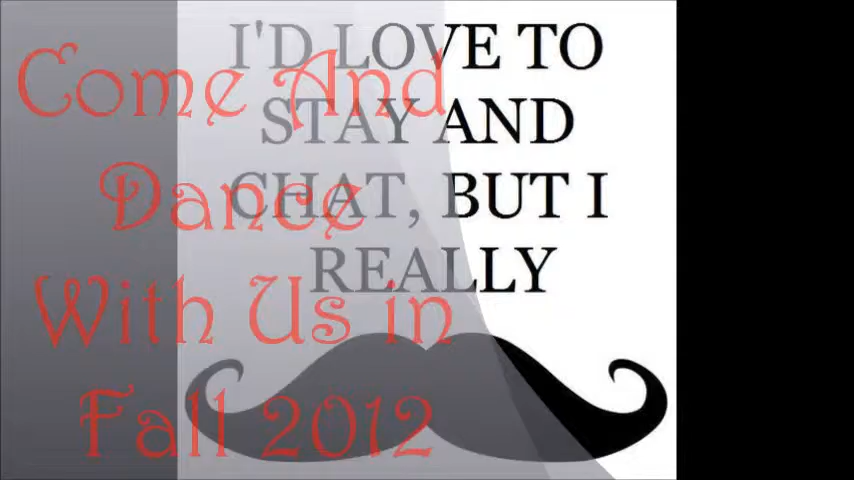 I'D LOVE TO
STAY AND
CHAT, BUT I
REALLY
Come And
Dance
With Us in
Fall 2012